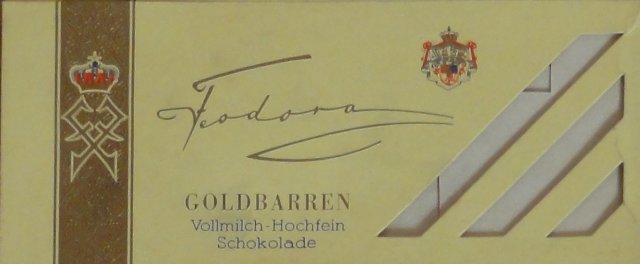 Feodora
GOLDBARREN
Vollmilch-Hochfein
Schokolade